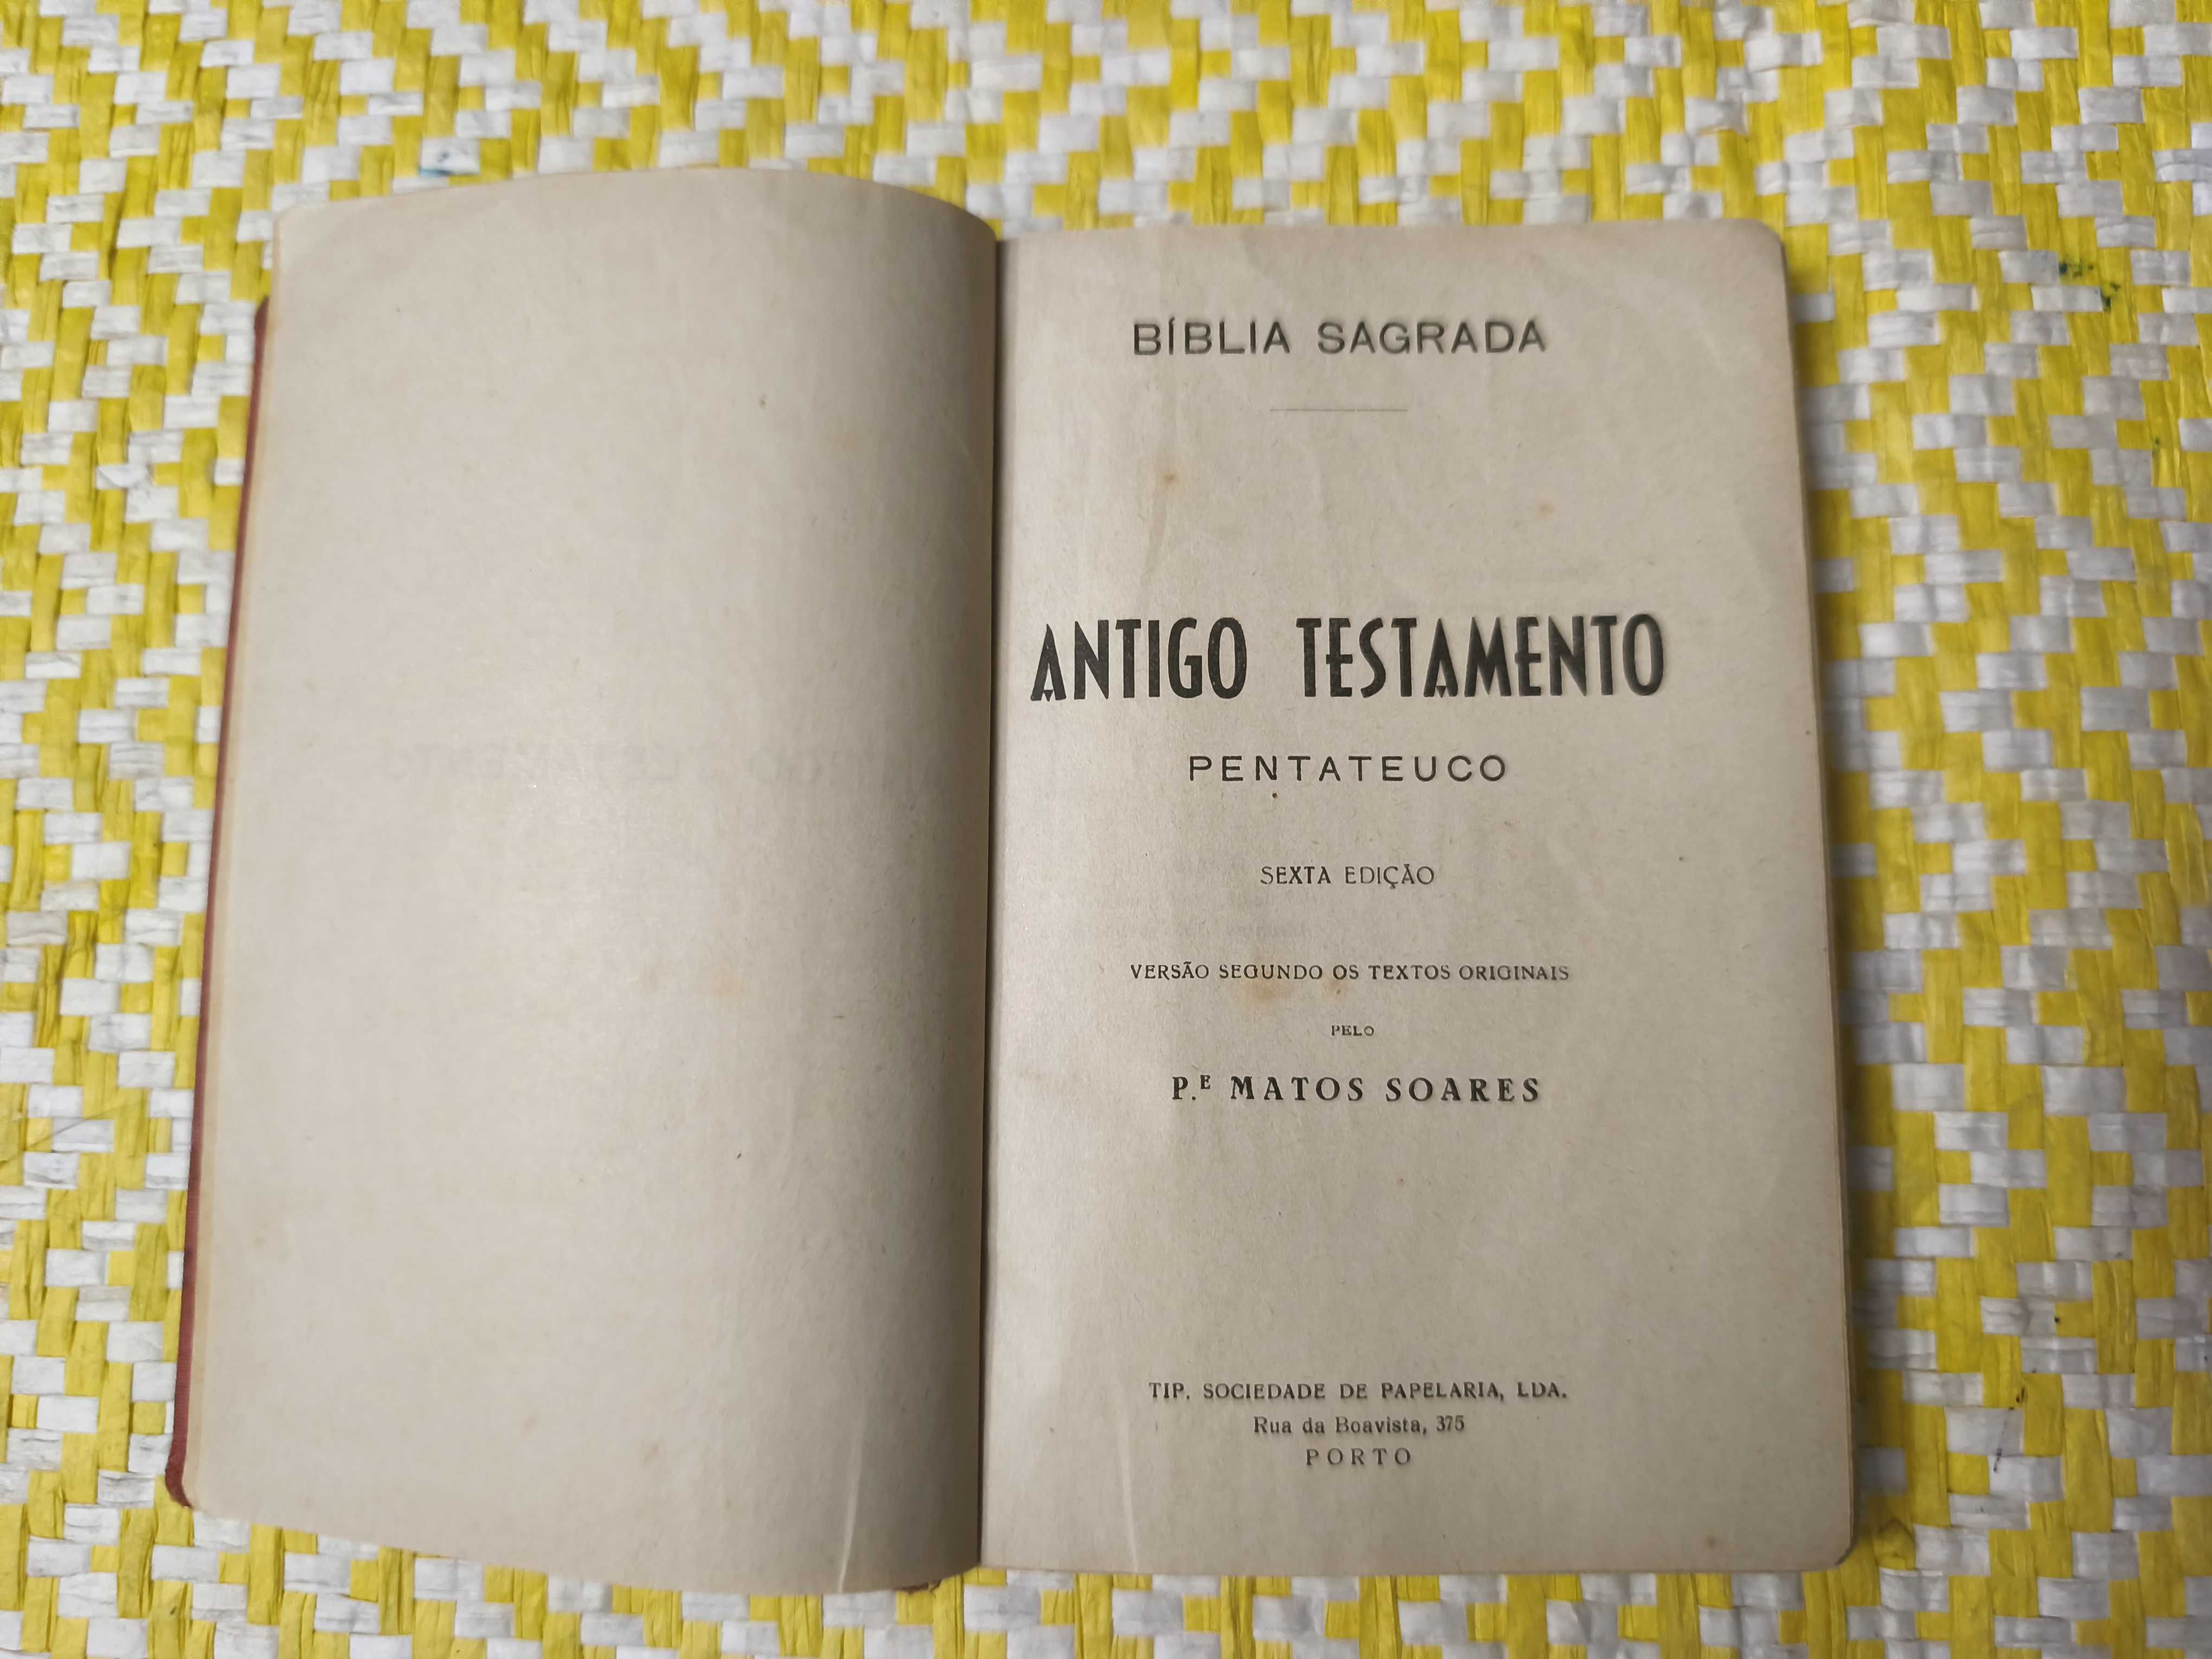 BÍBLIA SAGRADA
ANTIGO TESTAMENTO
PENTATEUCO
SEXTA EDIÇÃO
VERSÃO SEGUNDO OS TEXTOS ORIGINAIS
PELO
P.E MATOS SOARES
TIP. SOCIEDADE DE PAPELARIA, LDA.
Rua da Boavista, 375
PORTO